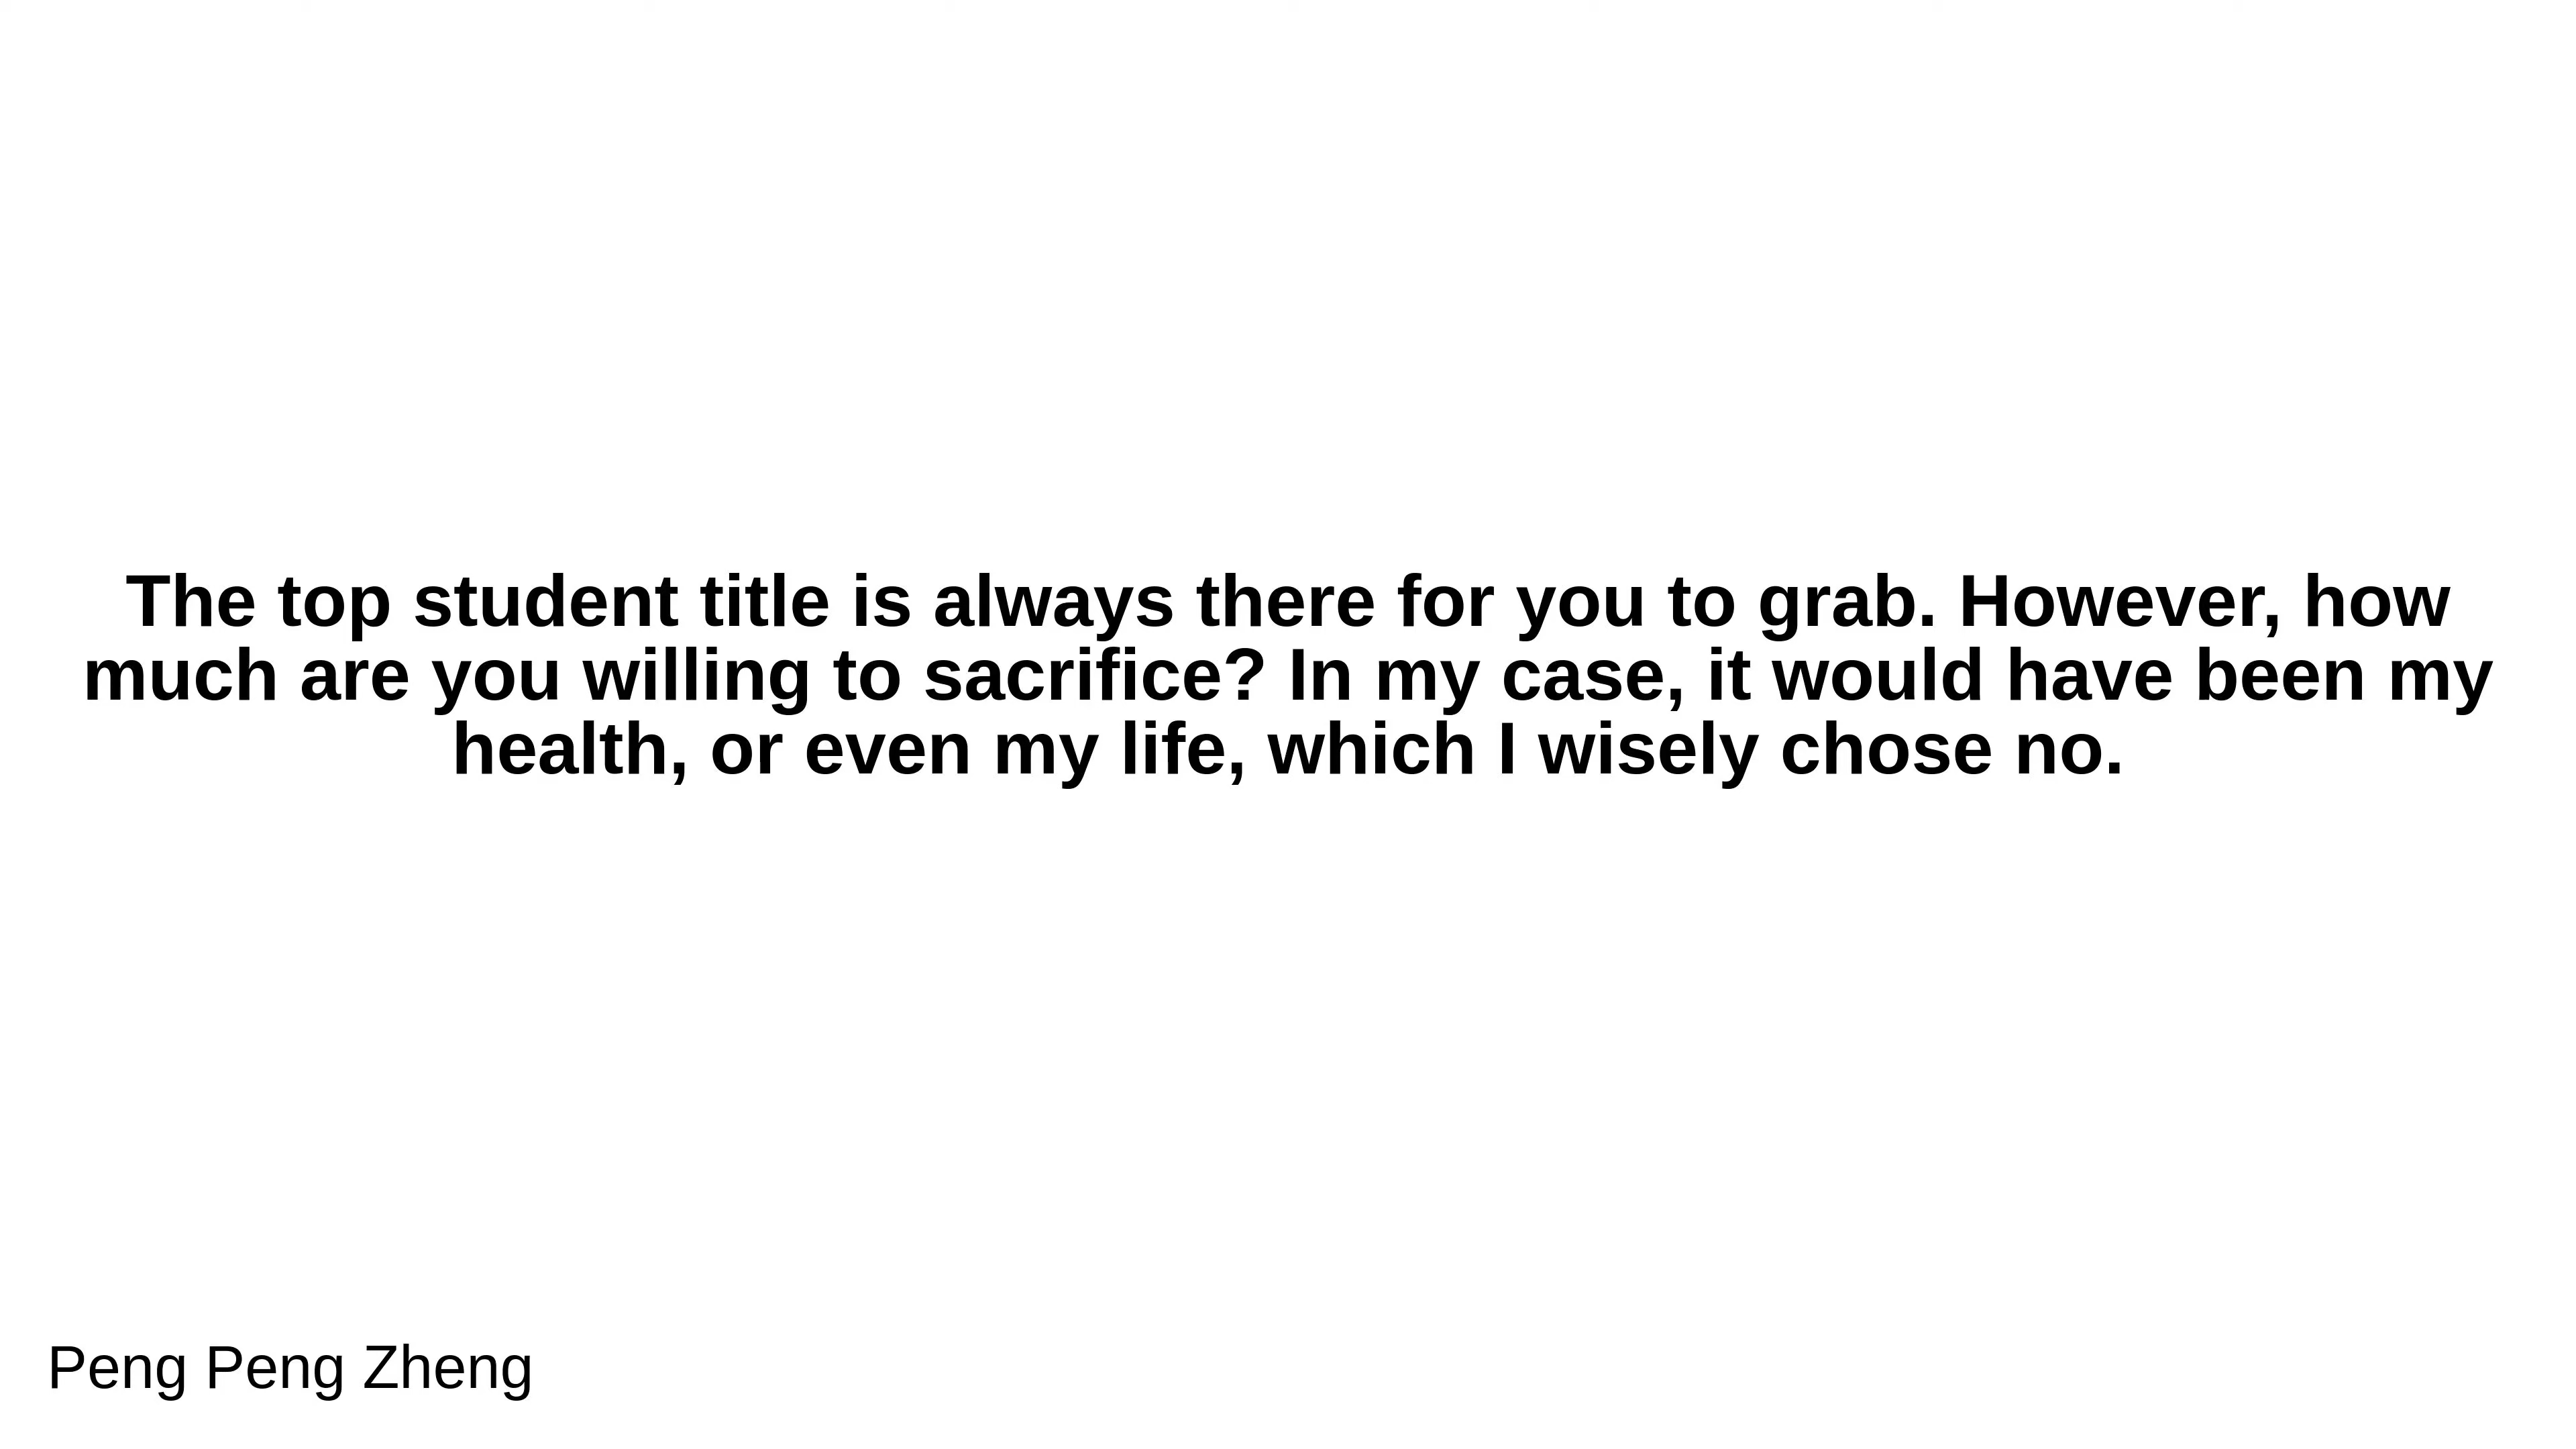 The top student title is always there for you to grab. However, how
much are you willing to sacrifice? In my case, it would have been my
health, or even my life, which I wisely chose no.
Peng Peng Zheng